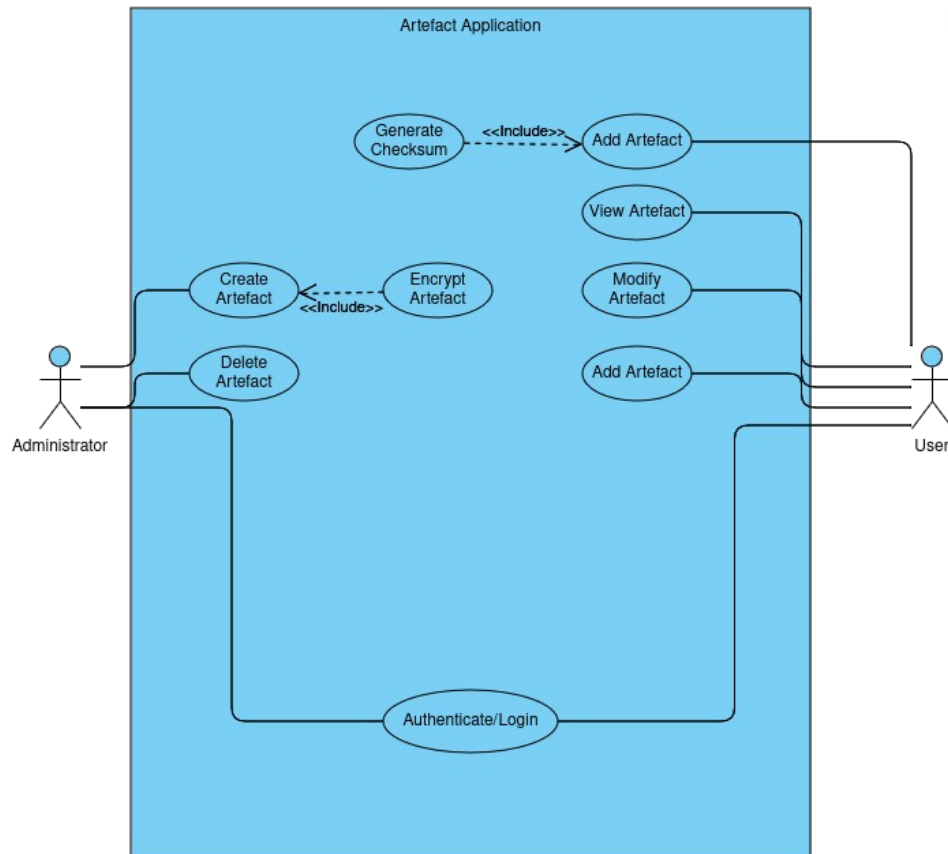 Artefact Application
Generate
Checksum
<<Include>>
Add Artefact
View Artefact
Create
Artefact
<<Include>>
Encrypt
Artefact
Modify
Artefact
Delete
Artefact
Add Artefact
Administrator
User
Authenticate/Login